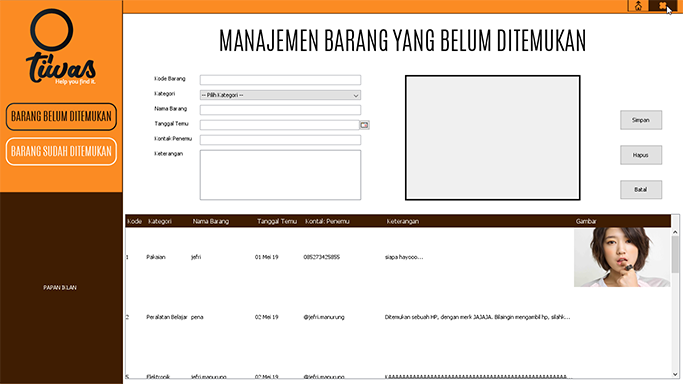 tiwas
Help you find it.
BARANG BELUM DITEMUKAN
BARANG SUDAH DITEMUKAN
PAPAN IKLAN
MANAJEMEN BARANG YANG BELUM DITEMUKAN
Kode Barang
Kategori
-- Pilih Kategori --
Nama Barang
Tanggal Temu
Kontak Penemu
Keterangan
Simpan
Hapus
Batal
Kode Kategori Nama Barang Tanggal Temu Kontak Penemu Keterangan Gambar
1 Pakaian jefri 01 Mei 19 085273425855 siapa hayooo...
2 Peralatan Belajar pena 02 Mei 19 @jefri.manurung Ditemukan sebuah HP, dengan merk JAJAJA. Bilaingin mengambil hp, silahk...
5 Elektronik jefri manurung 02 Mei 19 @jefri.manurung